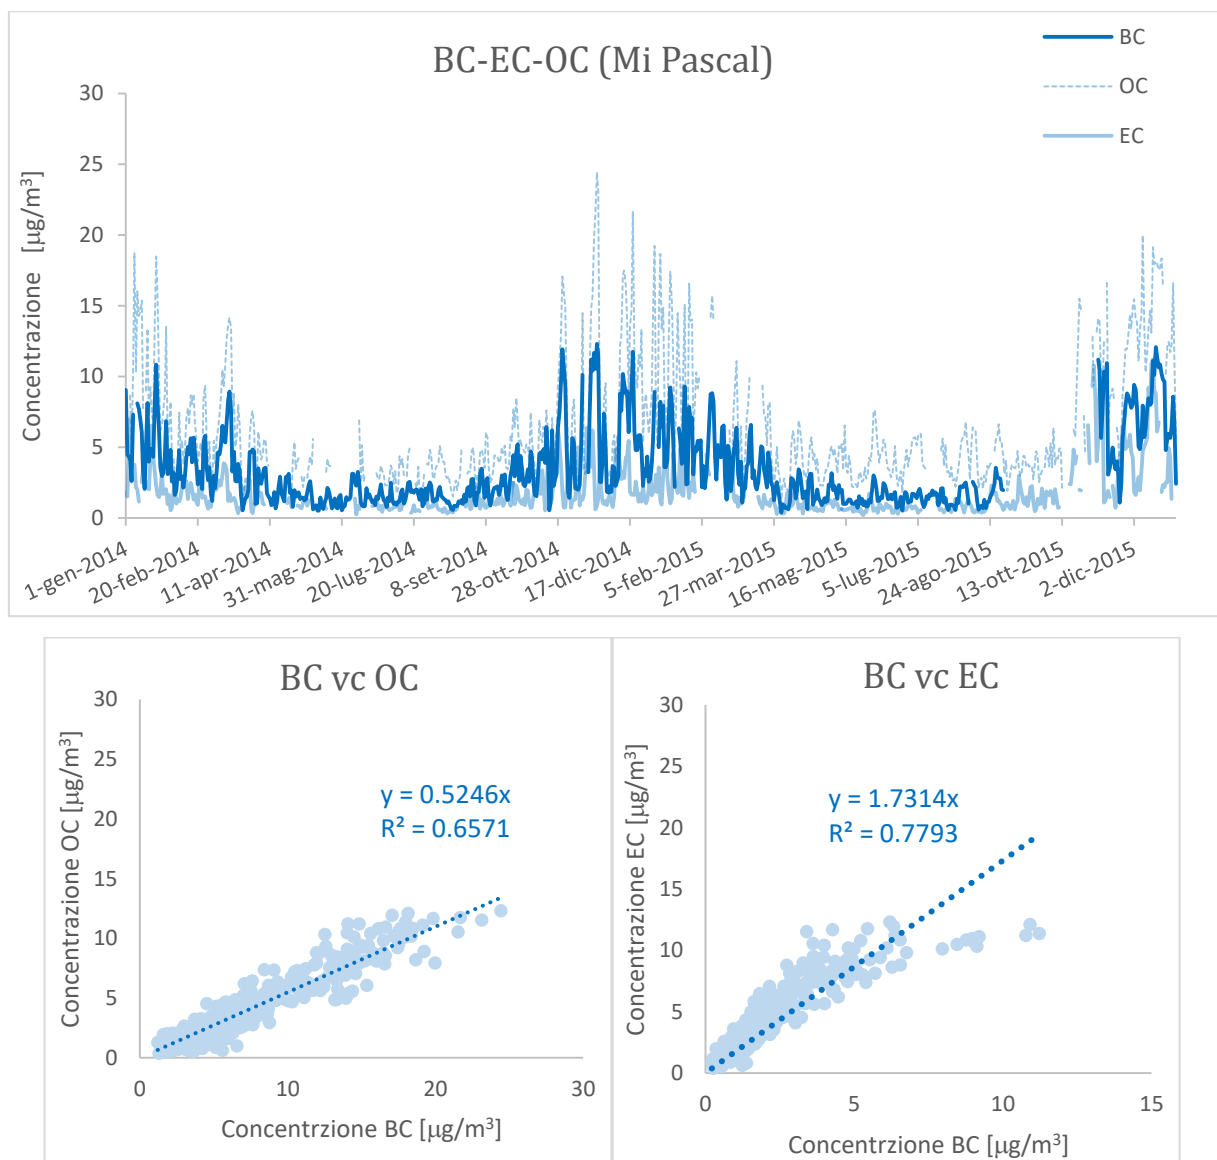 BC-EC-OC (Mi Pascal)
BC
OC
EC
Concentrazione [µg/m³]
30
25
20
15
10
5
0
1-gen-2014
20-feb-2014
11-apr-2014
31-mag-2014
20-lug-2014
8-set-2014
28-ott-2014
17-dic-2014
5-feb-2015
27-mar-2015
16-mag-2015
5-lug-2015
24-ago-2015
13-ott-2015
2-dic-2015
BC vc OC
Concentrazione OC [µg/m³]
30
25
20
15
10
5
0
y = 0.5246x
R² = 0.6571
0
10
20
30
Concentrzione BC [µg/m³]
BC vc EC
Concentrazione EC [µg/m³]
30
25
20
15
10
5
0
y = 1.7314x
R² = 0.7793
0
5
10
15
Concentrzione BC [µg/m³]